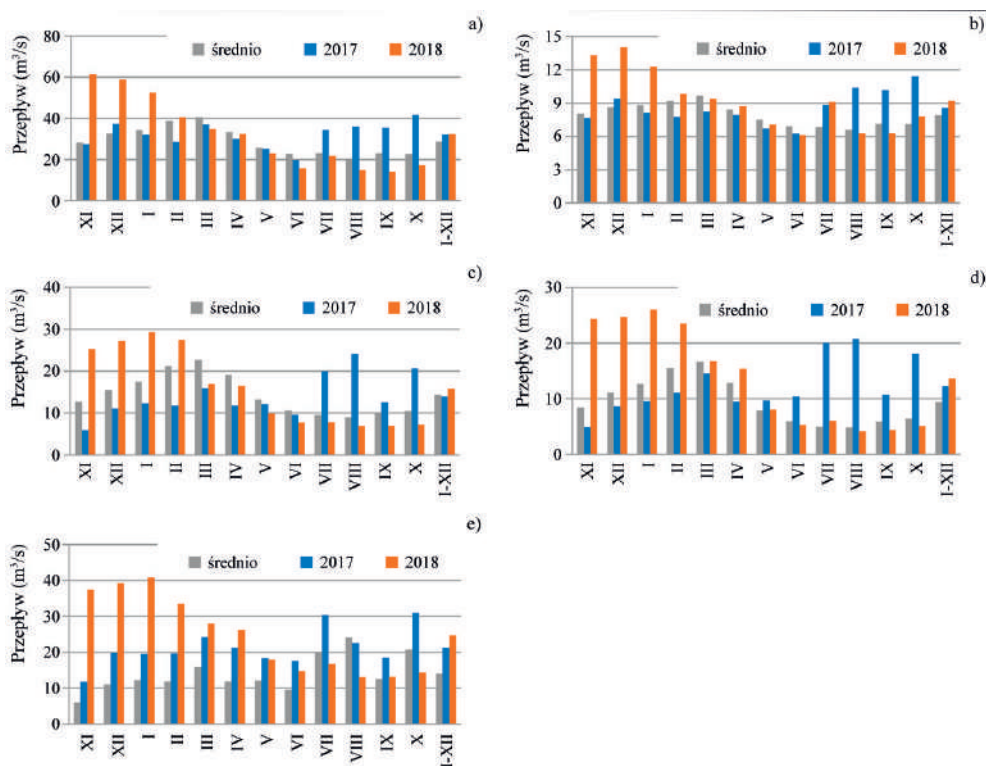 a)
Przepływ (m³/s)
średnio 2017 2018
80
60
40
20
0
XI XII I II III IV V VI VII VIII IX X I-XII
b)
Przepływ (m³/s)
średnio 2017 2018
15
12
9
6
3
0
XI XII I II III IV V VI VII VIII IX X I-XII
c)
Przepływ (m³/s)
średnio 2017 2018
40
30
20
10
0
XI XII I II III IV V VI VII VIII IX X I-XII
d)
Przepływ (m³/s)
średnio 2017 2018
30
20
10
0
XI XII I II III IV V VI VII VIII IX X I-XII
e)
Przepływ (m³/s)
średnio 2017 2018
50
40
30
20
10
0
XI XII I II III IV V VI VII VIII IX X I-XII